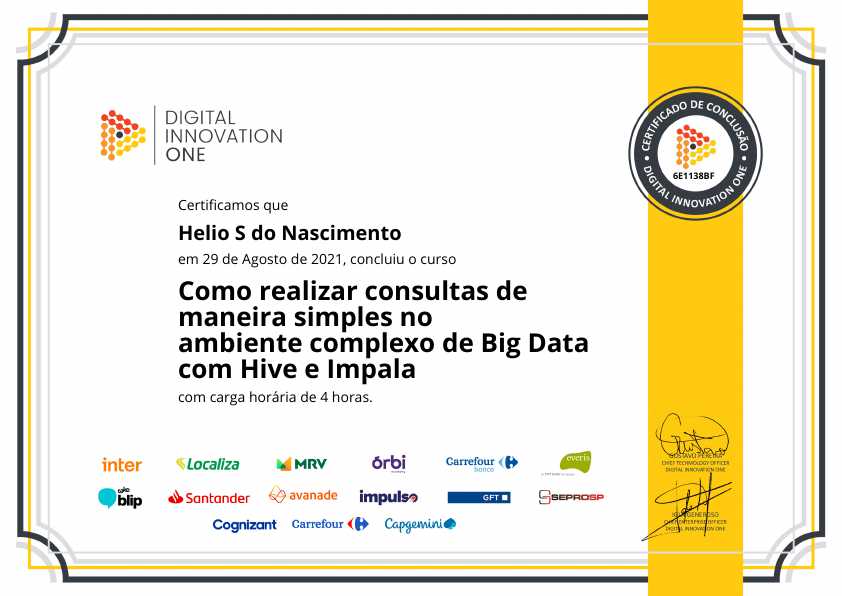 DIGITAL
INNOVATION
ONE
CERTIFICADO DE CONCLUSÃO
6E1138BF
DIGITAL INNOVATION ONE
Certificamos que
Helio S do Nascimento
em 29 de Agosto de 2021, concluiu o curso
Como realizar consultas de
maneira simples no
ambiente complexo de Big Data
com Hive e Impala
com carga horária de 4 horas.
inter
Localiza
MRV
órbi
Carrefour
banco
everis
take
blip
Santander
avanade
impulso
GFT
SEPROSP
Cognizant
Carrefour
Capgemini
GUSTAVO PEREIRA
CHIEF TECHNOLOGY OFFICER
DIGITAL INNOVATION ONE
GENEROSO
CHIEF ENTERPRISE OFFICER
DIGITAL INNOVATION ONE